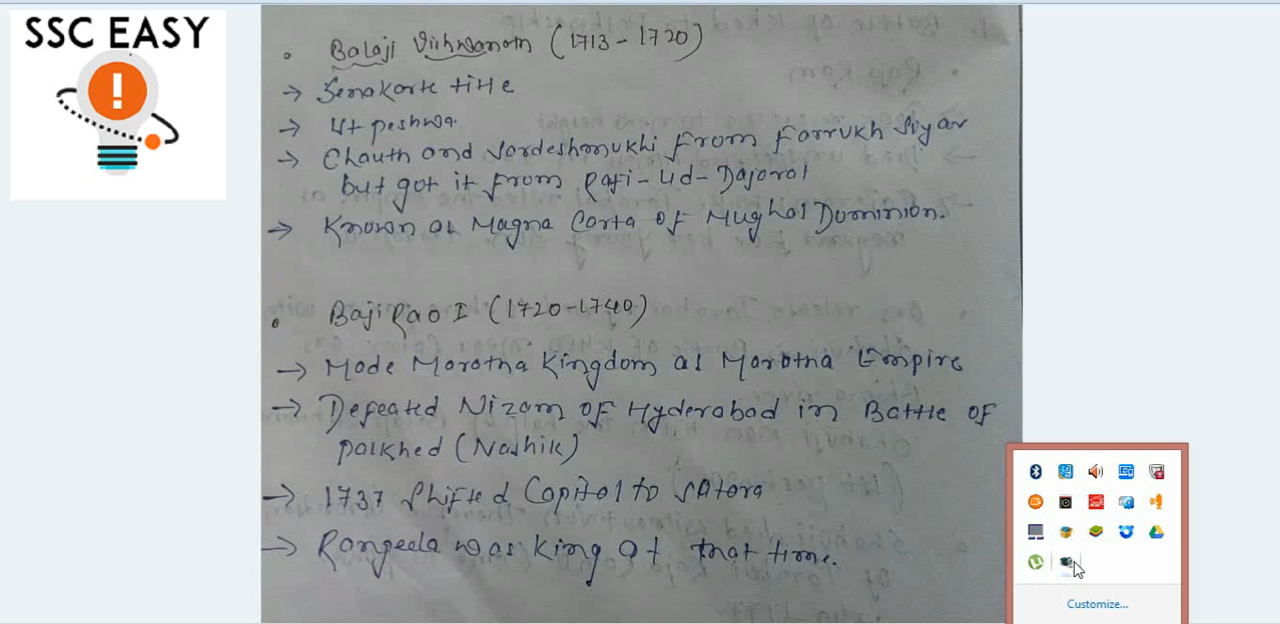 SSC EASY
• Balaji Vishwanath (1713-1720)
→ Senakarte title
→ 1st peshwa.
→ Chauth and Sardeshmukhi From Farrukh Siyar
but got it from Rafi-Ud-Dajarat
→ Known as Magna Carta of Mughal Dominion.
• Baji Rao I (1720-1740)
→ Made Maratha Kingdom as Maratha Empire
→ Defeated Nizam of Hyderabad in Battle of
palkhed (Nashik)
→ 1737 Shifted Capital to Satara
→ Rangeela was king at that time.
Customize...